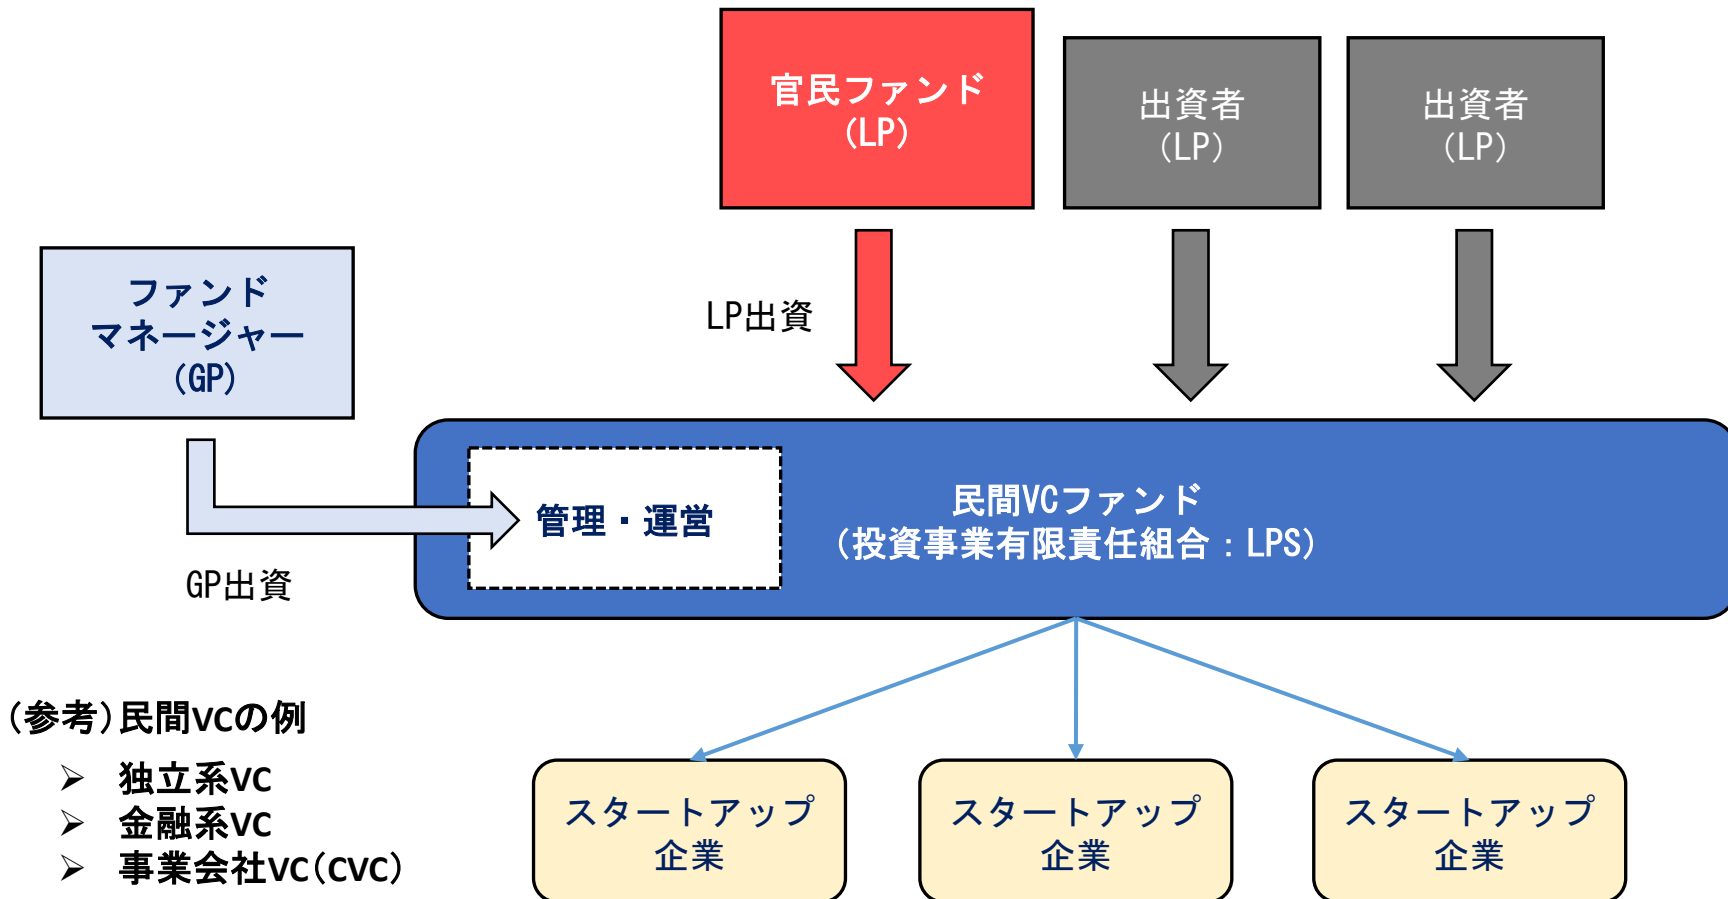 官民ファンド
(LP)
出資者
(LP)
出資者
(LP)
ファンド
マネージャー
(GP)
LP出資
管理・運営
民間VCファンド
(投資事業有限責任組合：LPS)
GP出資
(参考)民間VCの例
➢ 独立系VC
➢ 金融系VC
➢ 事業会社VC(CVC)
スタートアップ
企業
スタートアップ
企業
スタートアップ
企業